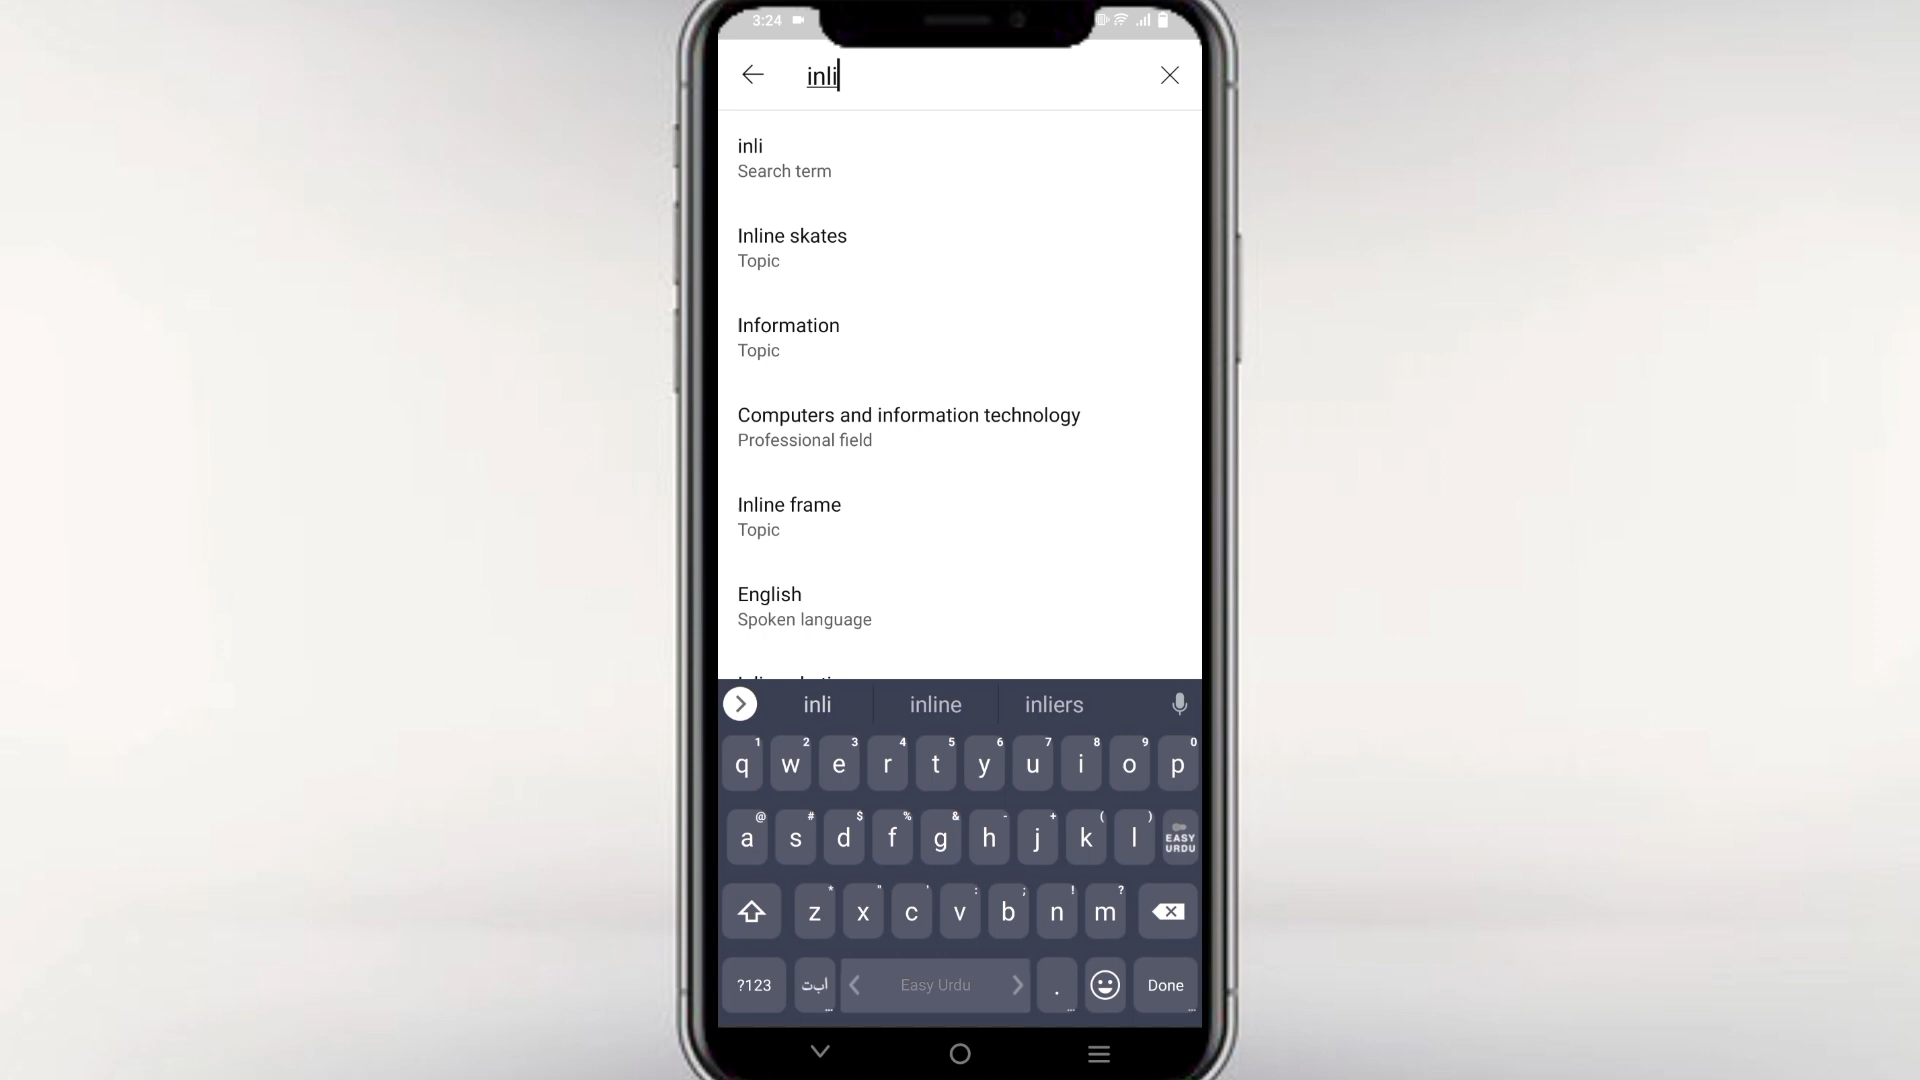 3:24
inli
inli
Search term
Inline skates
Topic
Information
Topic
Computers and information technology
Professional field
Inline frame
Topic
English
Spoken language
inli inline inliers
1 2 3 4 5 6 7 8 9 0
q w e r t y u i o p
@ # $ % & - + ( )
a s d f g h j k l EASY URDU
* " ' : ; ! ?
z x c v b n m
?123 ا ب ت Easy Urdu . Done